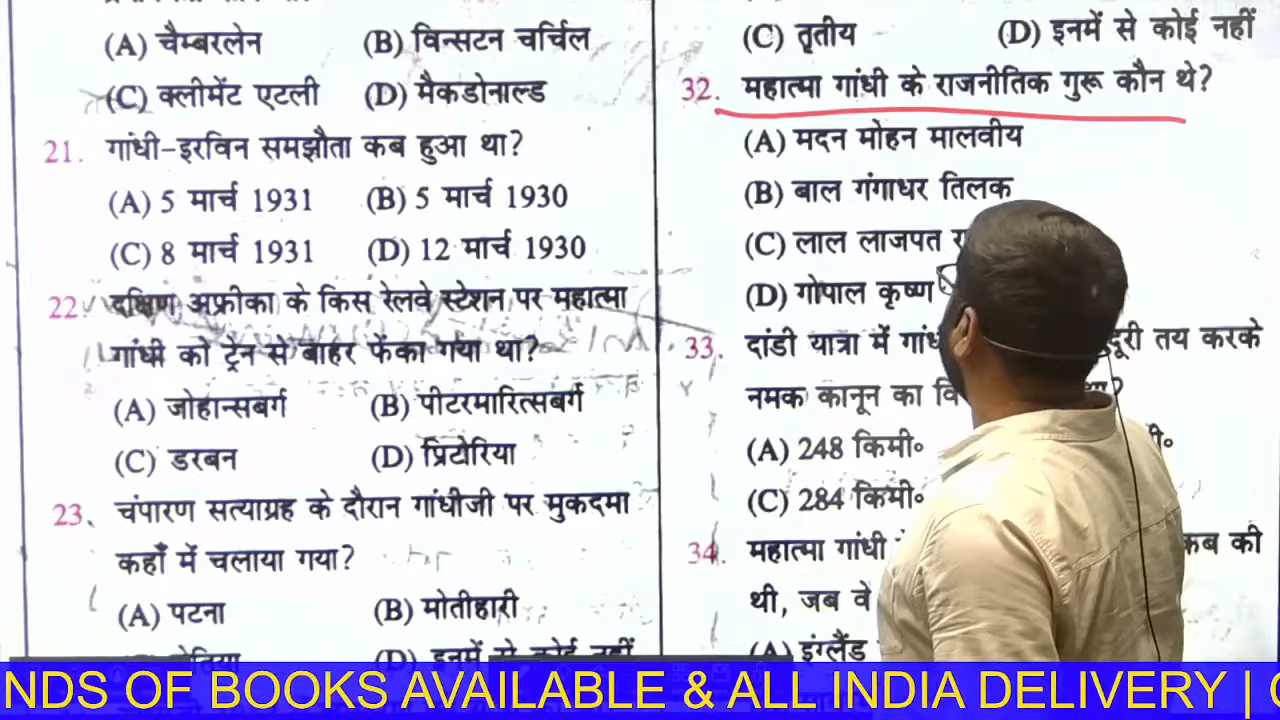 (A) चैम्बरलेन (B) विन्सटन चर्चिल
(C) क्लीमेंट एटली (D) मैकडोनाल्ड
21. गांधी-इरविन समझौता कब हुआ था?
(A) 5 मार्च 1931 (B) 5 मार्च 1930
(C) 8 मार्च 1931 (D) 12 मार्च 1930
22. दक्षिण अफ्रीका के किस रेलवे स्टेशन पर महात्मा
गांधी को ट्रेन से बाहर फेंका गया था?
(A) जोहान्सबर्ग (B) पीटरमारित्सबर्ग
(C) डरबन (D) प्रिटोरिया
23. चंपारण सत्याग्रह के दौरान गांधीजी पर मुकदमा
कहाँ में चलाया गया?
(A) पटना (B) मोतीहारी
(D) इनमें से कोई नहीं
(C) तृतीय (D) इनमें से कोई नहीं
32. महात्मा गांधी के राजनीतिक गुरू कौन थे?
(A) मदन मोहन मालवीय
(B) बाल गंगाधर तिलक
(C) लाल लाजपत
(D) गोपाल कृष्ण
33. दांडी यात्रा में दूरी तय करके
नमक कानून का
(A) 248 किमी॰
(C) 284 किमी॰
34. महात्मा गांधी कब की
थी, जब वे
(A) इंग्लैंड
NDS OF BOOKS AVAILABLE & ALL INDIA DELIVERY |